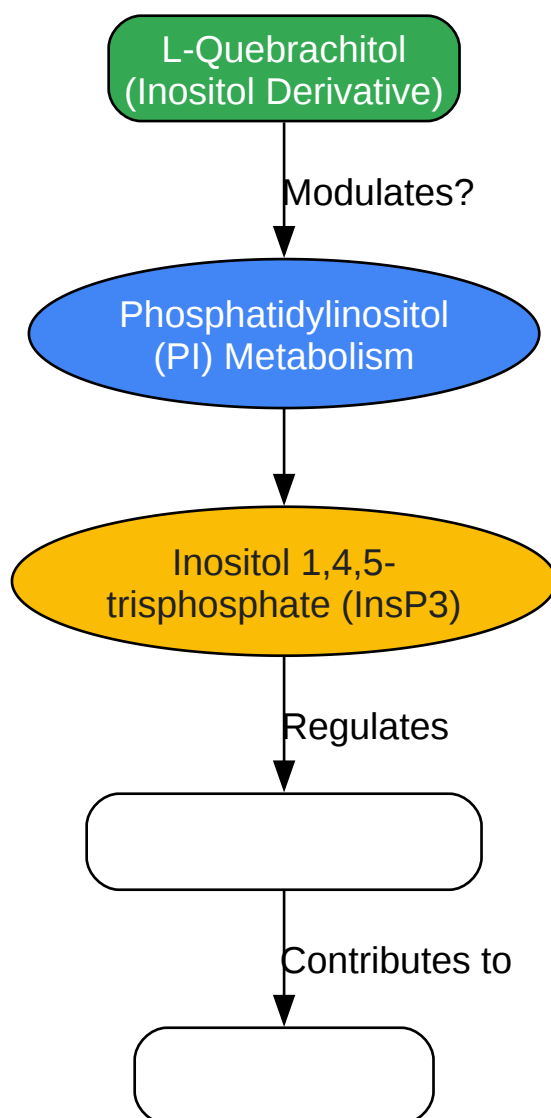 L-Quebrachitol
(Inositol Derivative)
Modulates?
Phosphatidylinositol
(PI) Metabolism
Inositol 1,4,5-
trisphosphate (InsP3)
Regulates
Contributes to